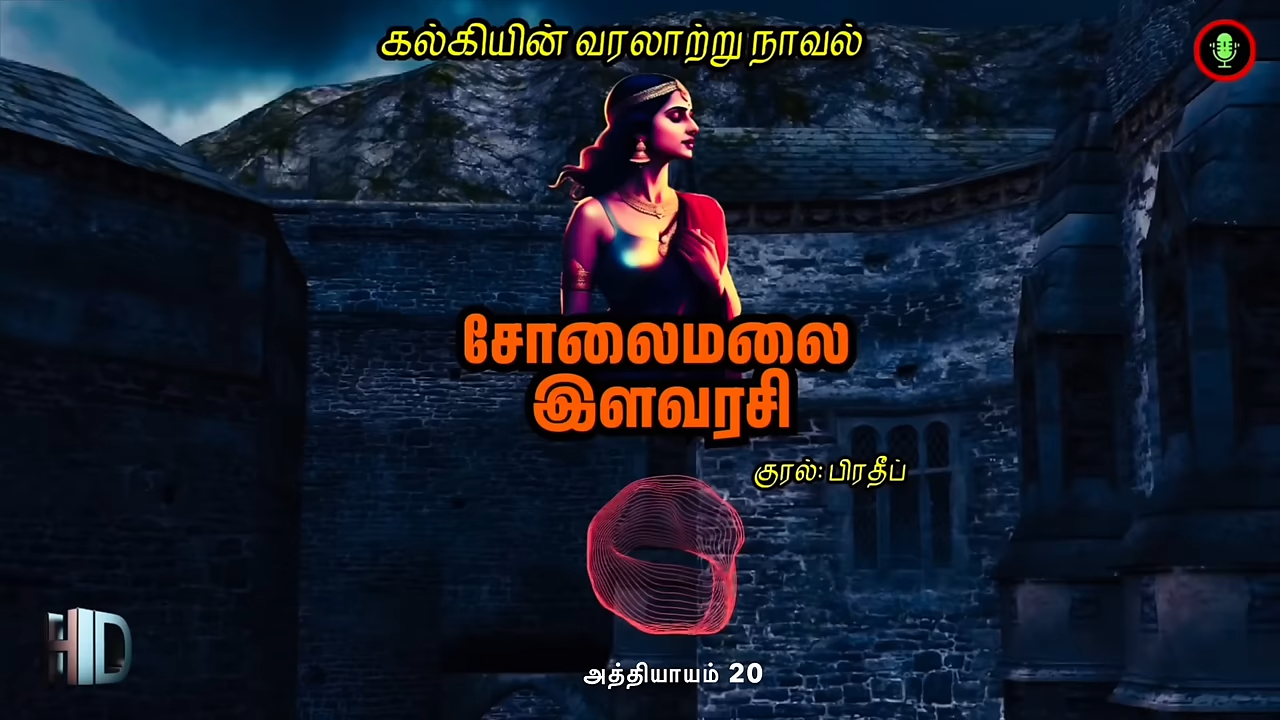 கல்கியின் வரலாற்று நாவல்
சோலைமலை
இளவரசி
குரல்: பிரதீப்
HD
அத்தியாயம் 20